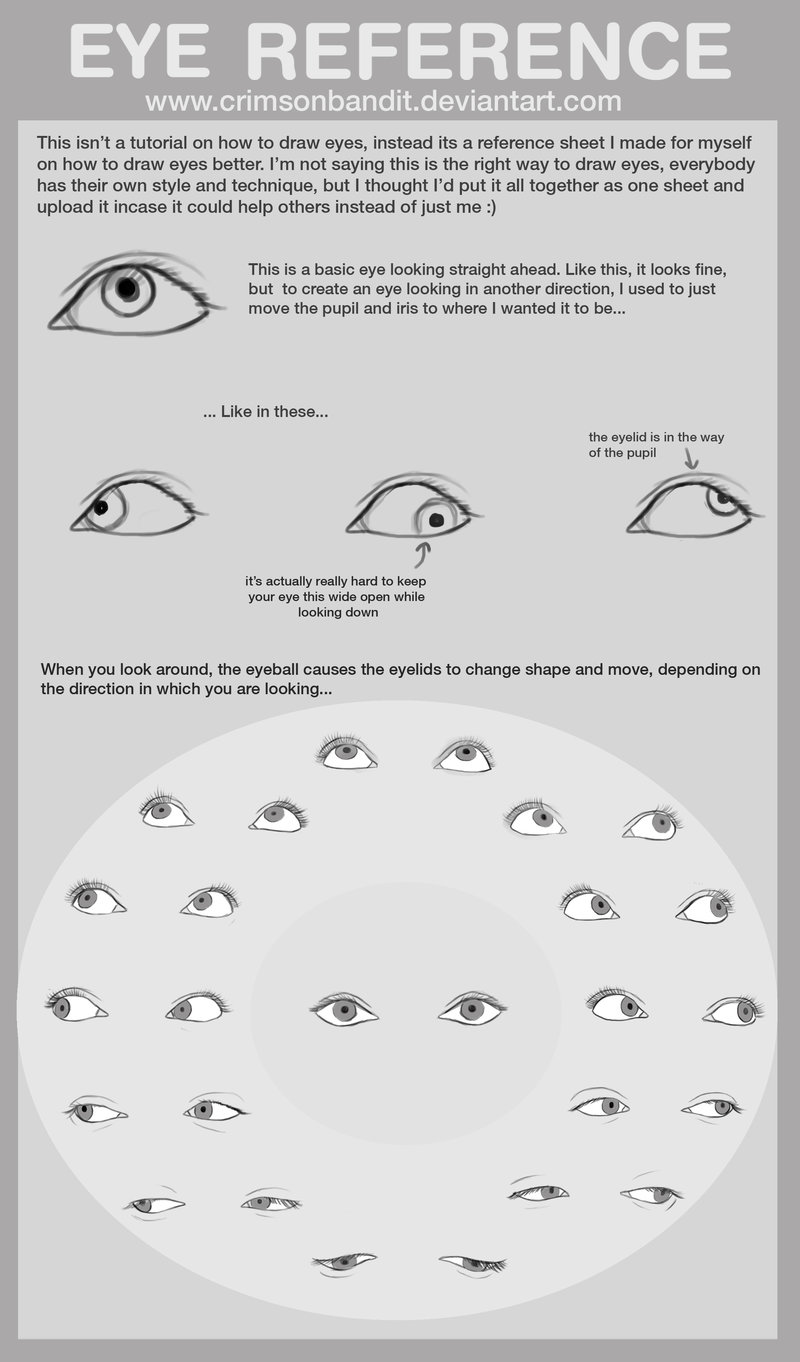 EYE REFERENCE
www.crimsonbandit.deviantart.com
This isn't a tutorial on how to draw eyes, instead its a reference sheet I made for myself
on how to draw eyes better. I'm not saying this is the right way to draw eyes, everybody
has their own style and technique, but I thought I'd put it all together as one sheet and
upload it incase it could help others instead of just me :)
This is a basic eye looking straight ahead. Like this, it looks fine,
but to create an eye looking in another direction, I used to just
move the pupil and iris to where I wanted it to be...
... Like in these...
the eyelid is in the way
of the pupil
it's actually really hard to keep
your eye this wide open while
looking down
When you look around, the eyeball causes the eyelids to change shape and move, depending on
the direction in which you are looking...